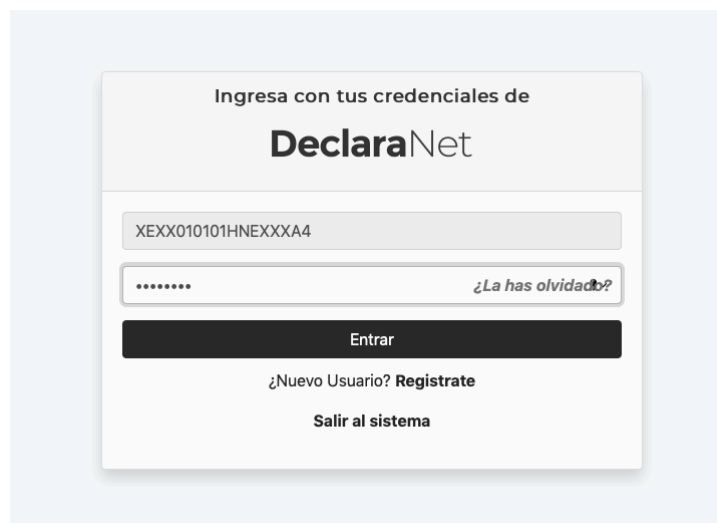 Ingresa con tus credenciales de
DeclaraNet
XEXX010101HNEXXXA4
•••••••• ¿La has olvidado?
Entrar
¿Nuevo Usuario? Registrate
Salir al sistema